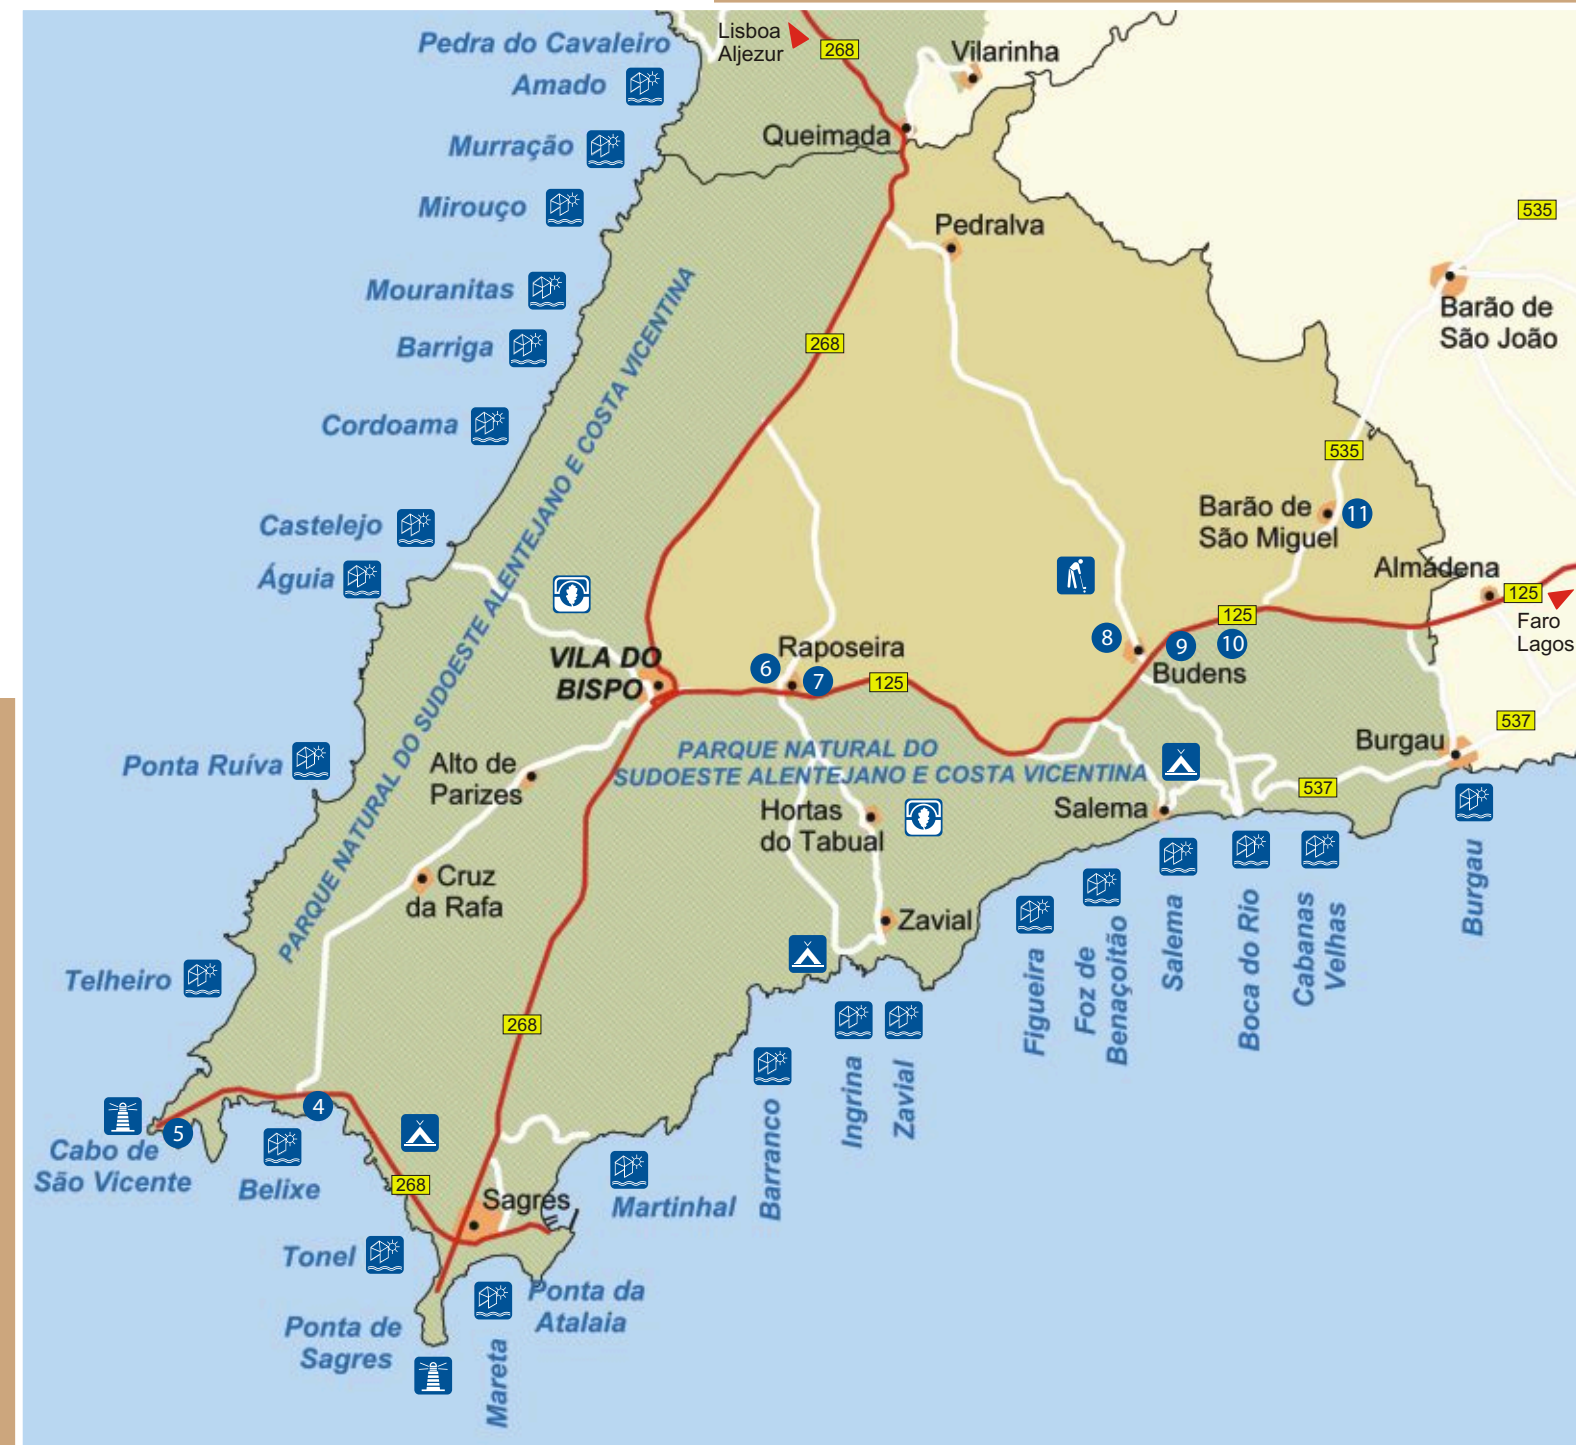 Pedra do Cavaleiro
Lisboa
Aljezur
268
Vilarinha
Amado
Queimada
Murração
Mirouço
535
Pedralva
Mouranitas
Barão de
São João
Barriga
268
Cordoama
535
Castelejo
Barão de
São Miguel
11
Águia
Almádena
125
Faro
Lagos
125
PARQUE NATURAL DO SUDOESTE ALENTEJANO E COSTA VICENTINA
VILA DO
BISPO
Raposeira
6
7
125
8
9
10
Budens
537
Burgau
Ponta Ruíva
Alto de
Parizes
PARQUE NATURAL DO
SUDOESTE ALENTEJANO E COSTA VICENTINA
537
Hortas
do Tabual
Salema
Cruz
da Rafa
Zavial
Burgau
Telheiro
268
Figueira
Foz de
Benaçoitão
Salema
Boca do Rio
Cabanas
Velhas
4
5
Cabo de
São Vicente
Belixe
268
Sagres
Martinhal
Barranco
Ingrina
Zavial
Tonel
Ponta da
Atalaia
Ponta de
Sagres
Mareta